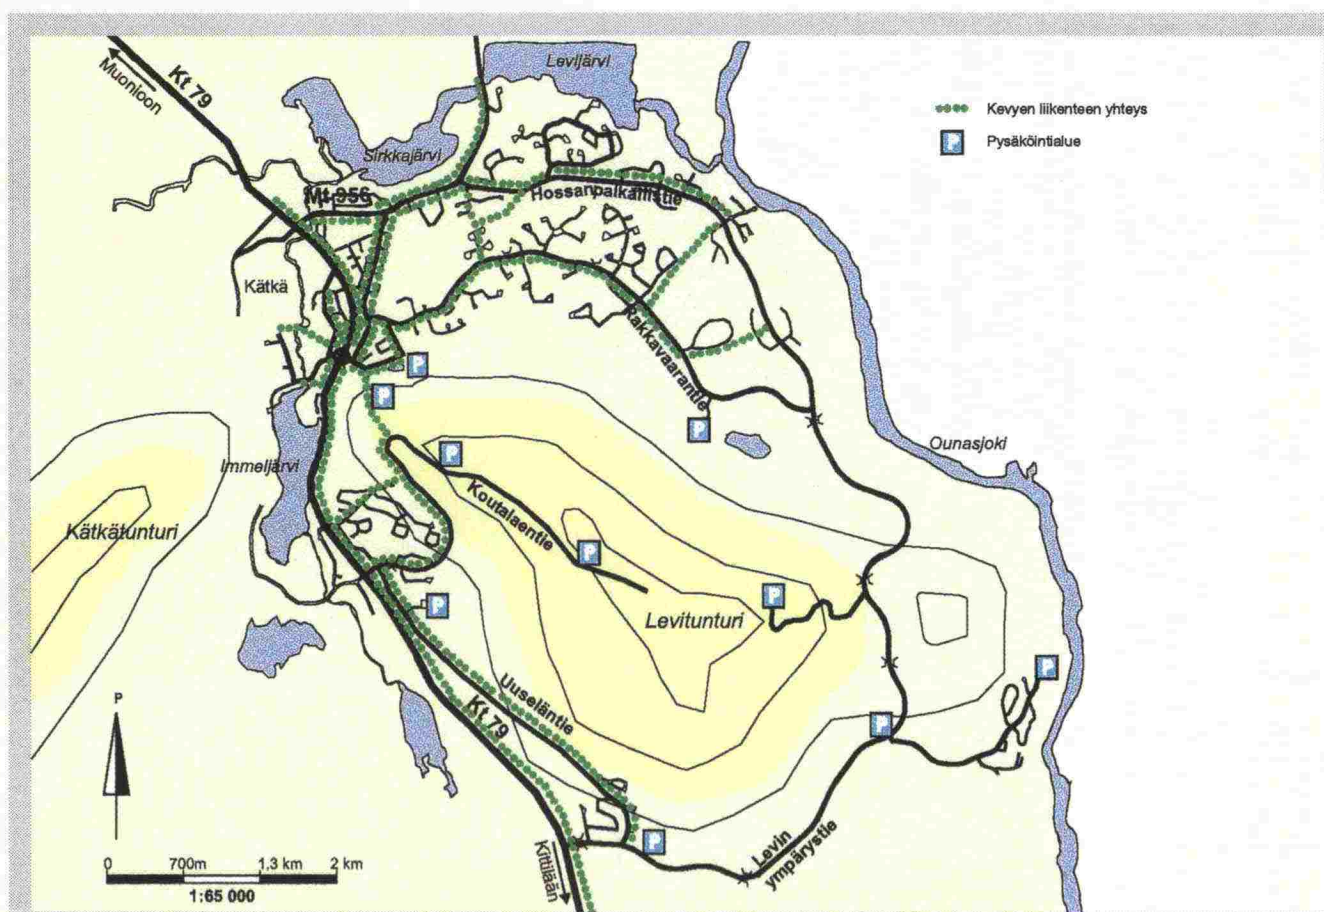 Levijärvi
Kt 79
Muonioon
Kevyen liikenteen yhteys
P
Pysäköintialue
Sirkkajärvi
Mt 956
Hossanpalkallistie
Kätkä
Rakkavaarantie
P
P
P
Ounasjoki
P
Immeljärvi
Koutalaentie
Kätkätunturi
P
P
P
Levitunturi
P
Uuseläntie
P
Kt 79
P
P
Levin
ympärystie
Kittilään
0 700m 1,3 km 2 km
1:65 000